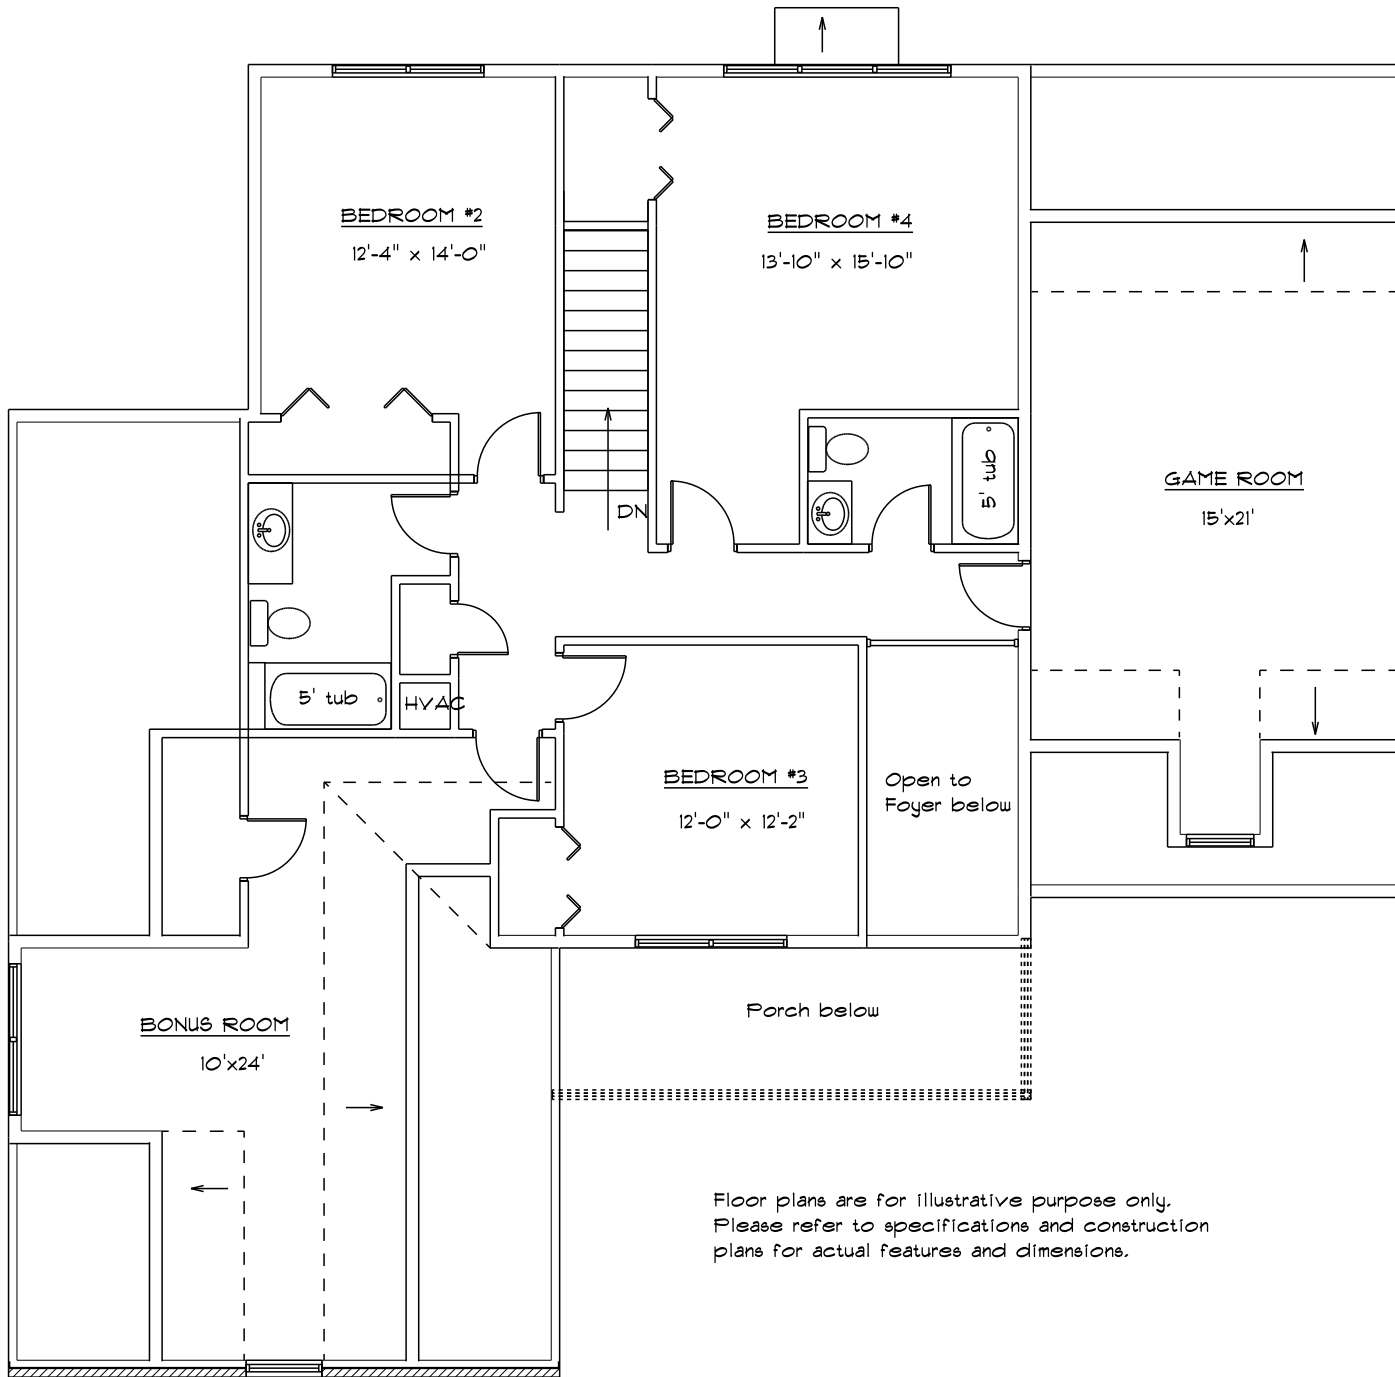 BEDROOM #2
12'-4" x 14'-0"
BEDROOM #4
13'-10" x 15'-10"
5' tub
GAME ROOM
15'x21'
DN
5' tub
HVAC
BEDROOM #3
12'-0" x 12'-2"
Open to
Foyer below
Porch below
BONUS ROOM
10'x24'
Floor plans are for illustrative purpose only.
Please refer to specifications and construction
plans for actual features and dimensions.